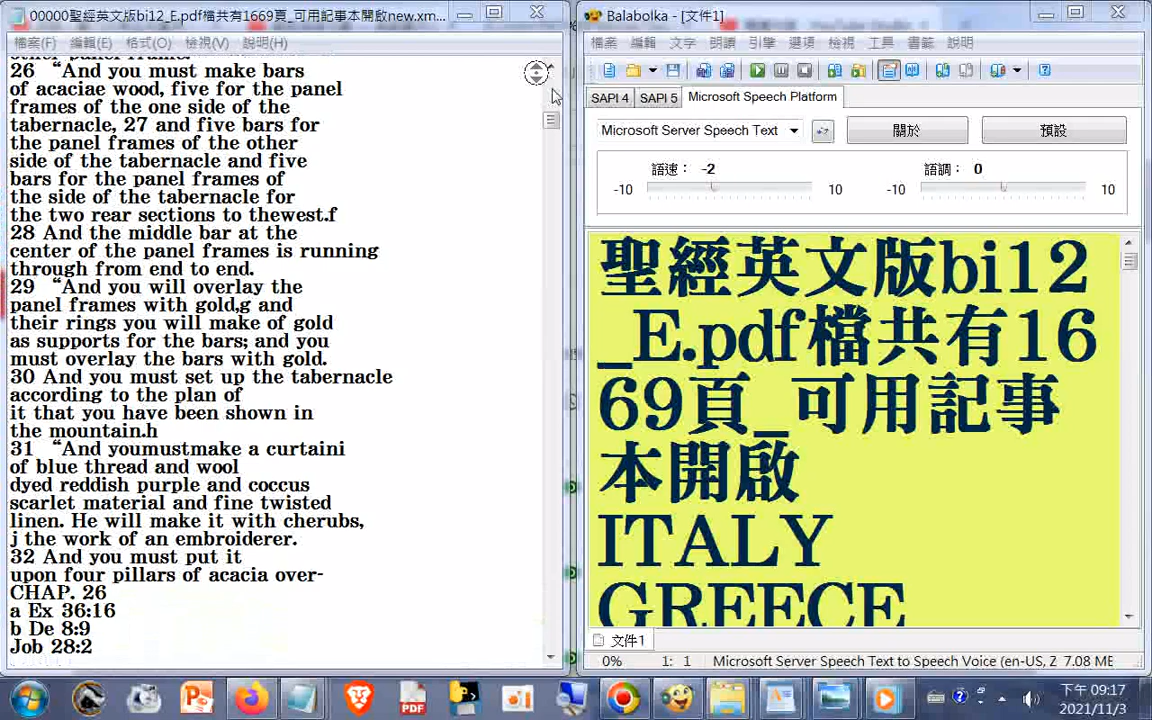 00000聖經英文版bi12_E.pdf檔共有1669頁_可用記事本開啟new.xm...
檔案(F) 編輯(E) 格式(O) 檢視(V) 說明(H)
26 “And you must make bars
of acaciae wood, five for the panel
frames of the one side of the
tabernacle, 27 and five bars for
the panel frames of the other
side of the tabernacle and five
bars for the panel frames of
the side of the tabernacle for
the two rear sections to thewest.f
28 And the middle bar at the
center of the panel frames is running
through from end to end.
29 “And you will overlay the
panel frames with gold,g and
their rings you will make of gold
as supports for the bars; and you
must overlay the bars with gold.
30 And you must set up the tabernacle
according to the plan of
it that you have been shown in
the mountain.h
31 “And youmustmake a curtaini
of blue thread and wool
dyed reddish purple and coccus
scarlet material and fine twisted
linen. He will make it with cherubs,
j the work of an embroiderer.
32 And you must put it
upon four pillars of acacia over-
CHAP. 26
a Ex 36:16
b De 8:9
Job 28:2
Balabolka - [文件1]
檔案 編輯 文字 朗讀 引擎 選項 檢視 工具 書籤 說明
SAPI 4 SAPI 5 Microsoft Speech Platform
Microsoft Server Speech Text
關於 預設
語速： -2 語調： 0
-10 10 -10 10
聖經英文版bi12
_E.pdf檔共有16
69頁_可用記事
本開啟
ITALY
GREECE
文件1
0% 1: 1 Microsoft Server Speech Text to Speech Voice (en-US, Z 7.08 ME
下午 09:17
2021/11/3